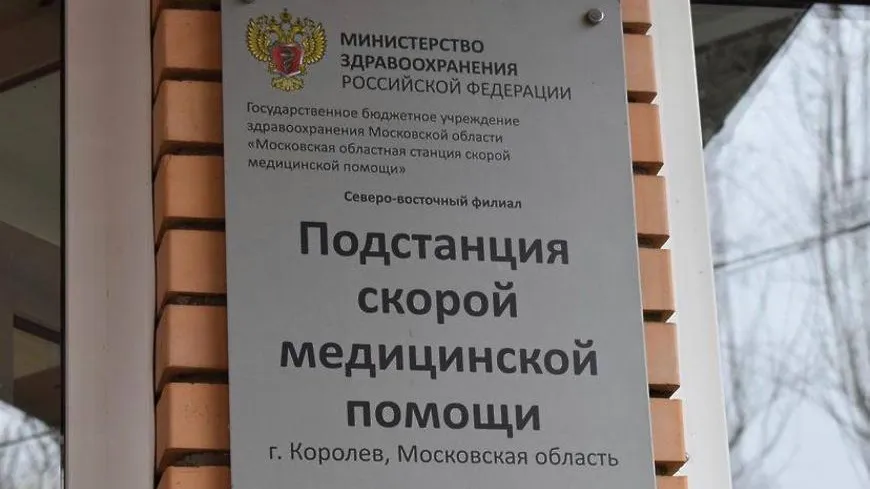 МИНИСТЕРСТВО
ЗДРАВООХРАНЕНИЯ
РОССИЙСКОЙ ФЕДЕРАЦИИ
Государственное бюджетное учреждение
здравоохранения Московской области
«Московская областная станция скорой
медицинской помощи»
Северо-восточный филиал
Подстанция
скорой
медицинской
помощи
г. Королев, Московская область